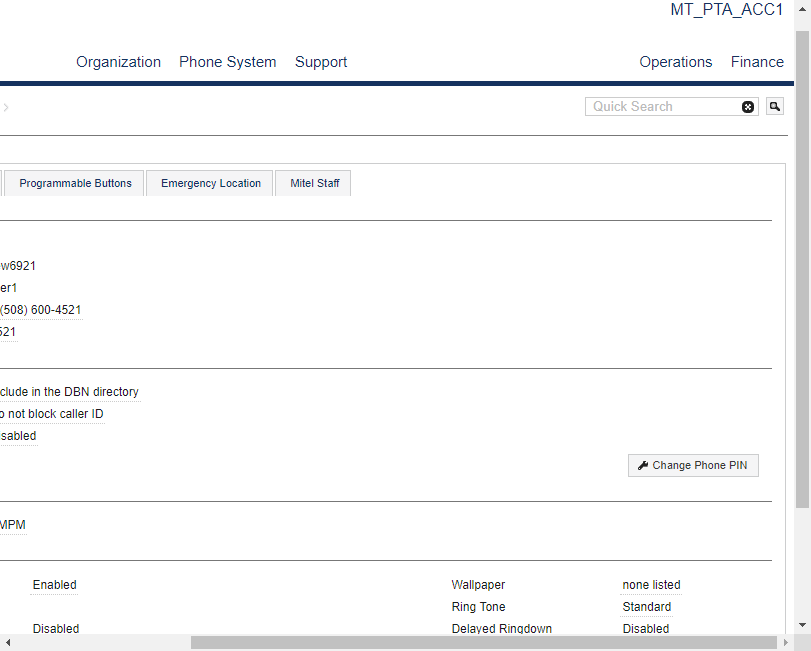 MT_PTA_ACC1
Organization Phone System Support Operations Finance
Quick Search
Programmable Buttons Emergency Location Mitel Staff
w6921
er1
(508) 600-4521
521
clude in the DBN directory
o not block caller ID
sabled
Change Phone PIN
MPM
Enabled Wallpaper none listed
Ring Tone Standard
Disabled Delayed Ringdown Disabled